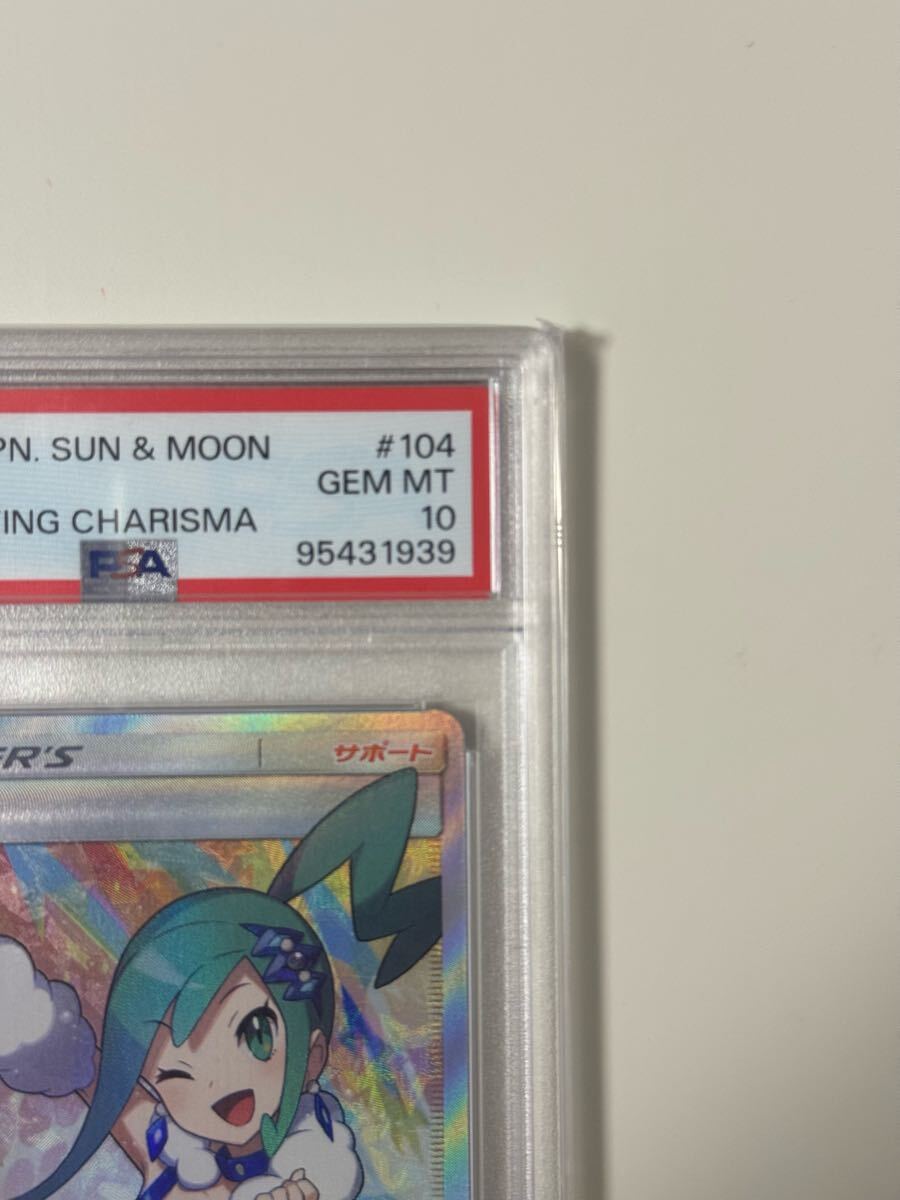 PN. SUN & MOON #104
GEM MT
ING CHARISMA 10
PSA 95431939
ER'S サポート